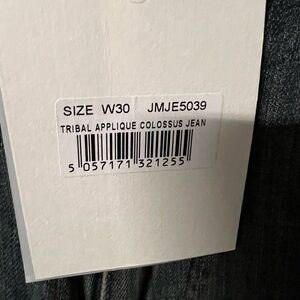 SIZE W30 JMJE5039
TRIBAL APPLIQUE COLOSSUS JEAN
5 057171 321255